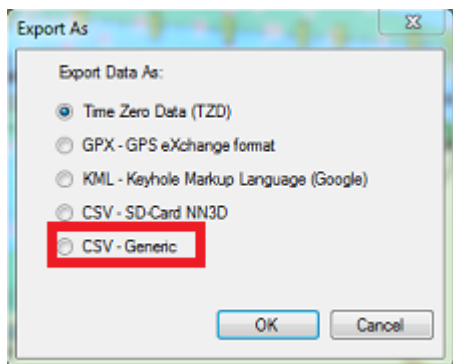 Export As
Export Data As:
Time Zero Data (TZD)
GPX - GPS eXchange format
KML - Keyhole Markup Language (Google)
CSV - SD-Card NN3D
CSV - Generic
OK Cancel